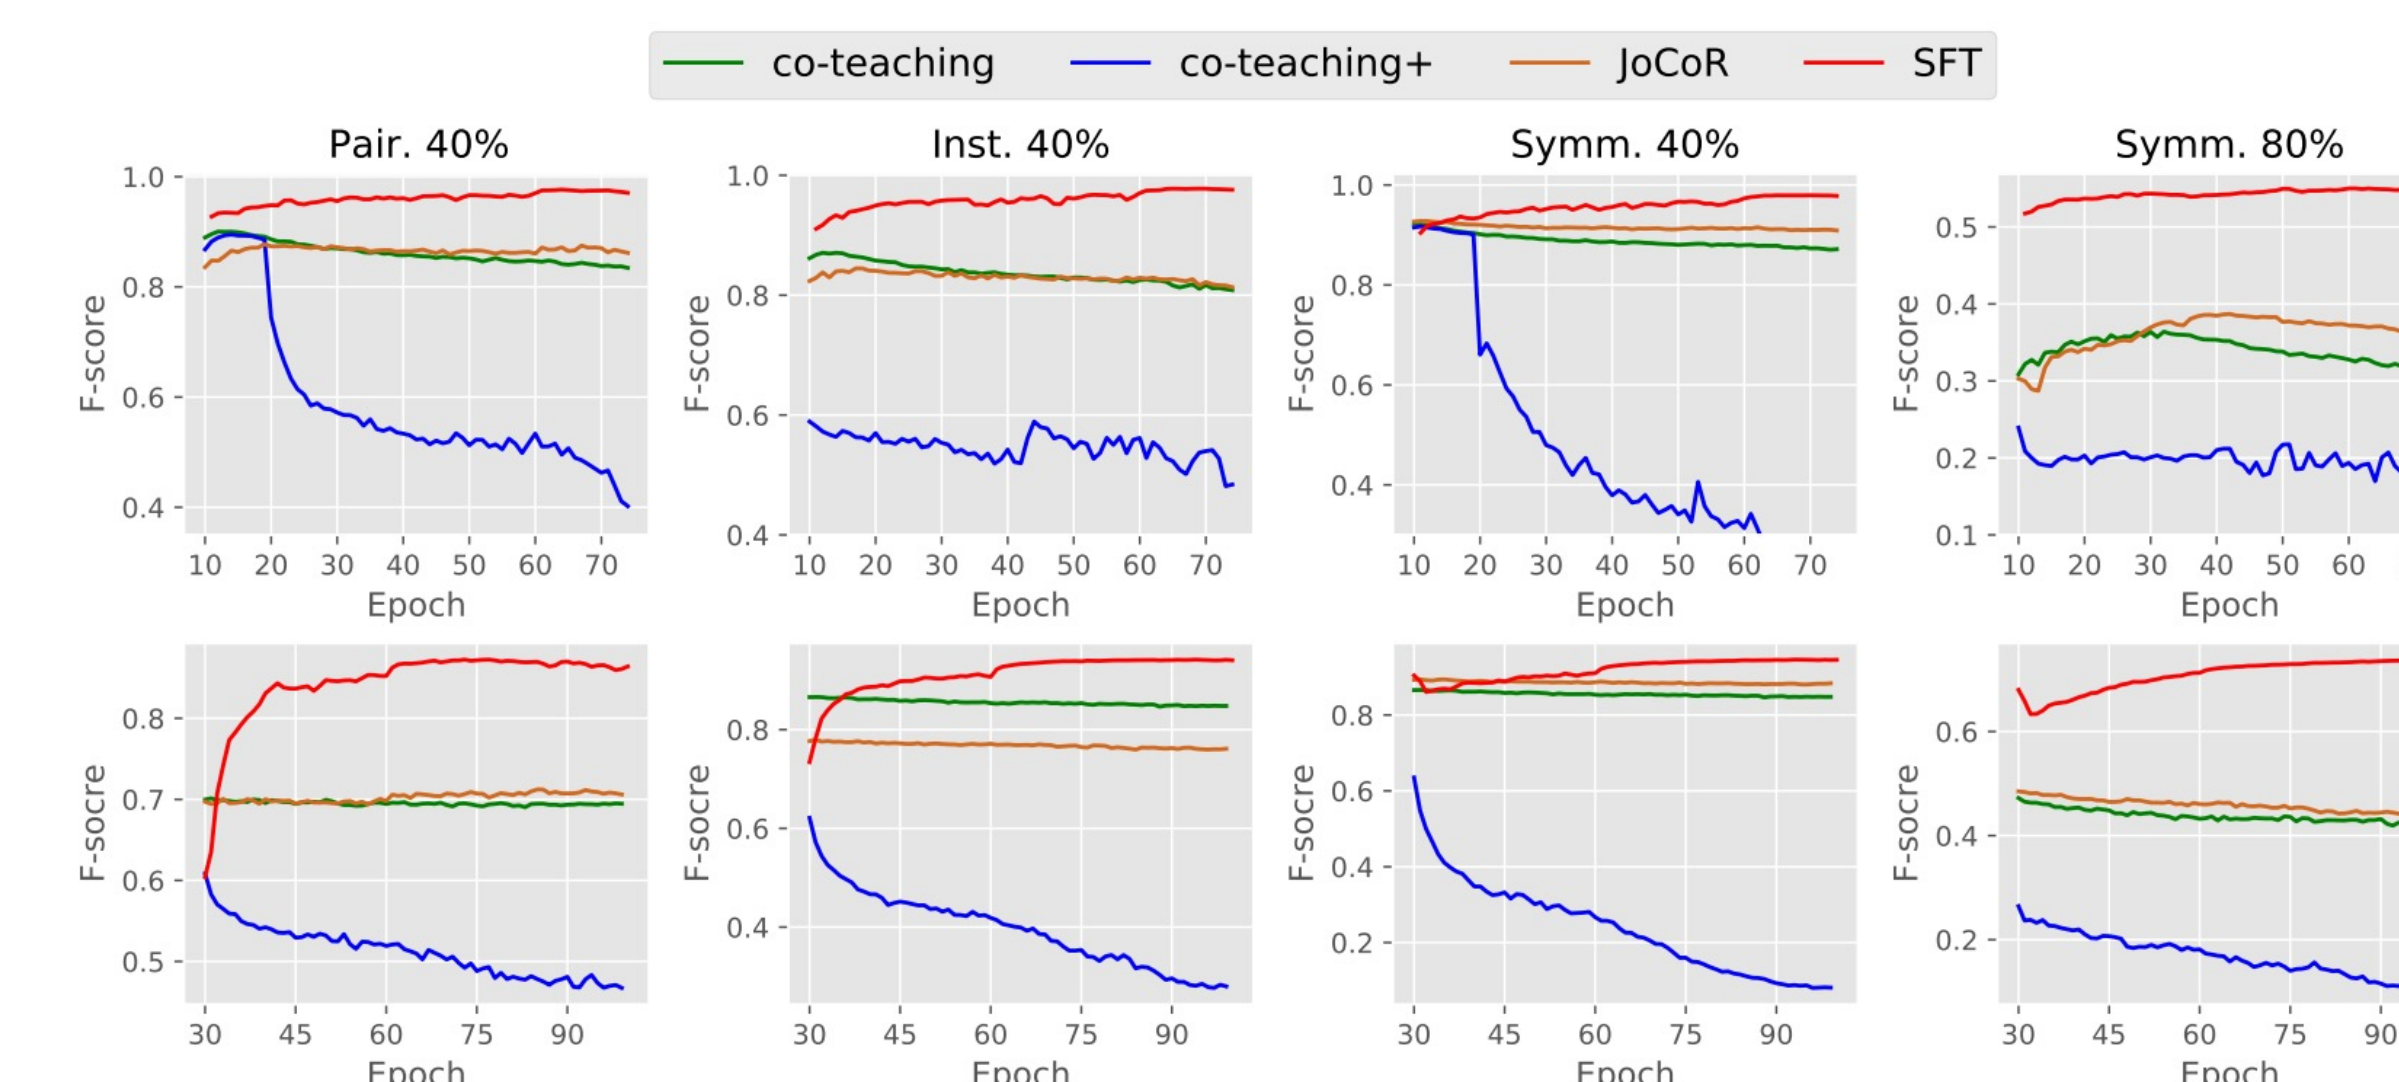 co-teaching co-teaching+ JoCoR SFT
Pair. 40% Inst. 40% Symm. 40% Symm. 80%
1.0 0.8 0.6 0.4 F-score
10 20 30 40 50 60 70
Epoch
1.0 0.8 0.6 0.4 F-score
10 20 30 40 50 60 70
Epoch
1.0 0.8 0.6 0.4 F-score
10 20 30 40 50 60 70
Epoch
0.5 0.4 0.3 0.2 0.1 F-score
10 20 30 40 50 60
Epoch
0.8 0.7 0.6 0.5 F-socre
30 45 60 75 90
Epoch
0.8 0.6 0.4 F-socre
30 45 60 75 90
Epoch
0.8 0.6 0.4 0.2 F-socre
30 45 60 75 90
Epoch
0.6 0.4 0.2 F-socre
30 45 60 75 90
Epoch